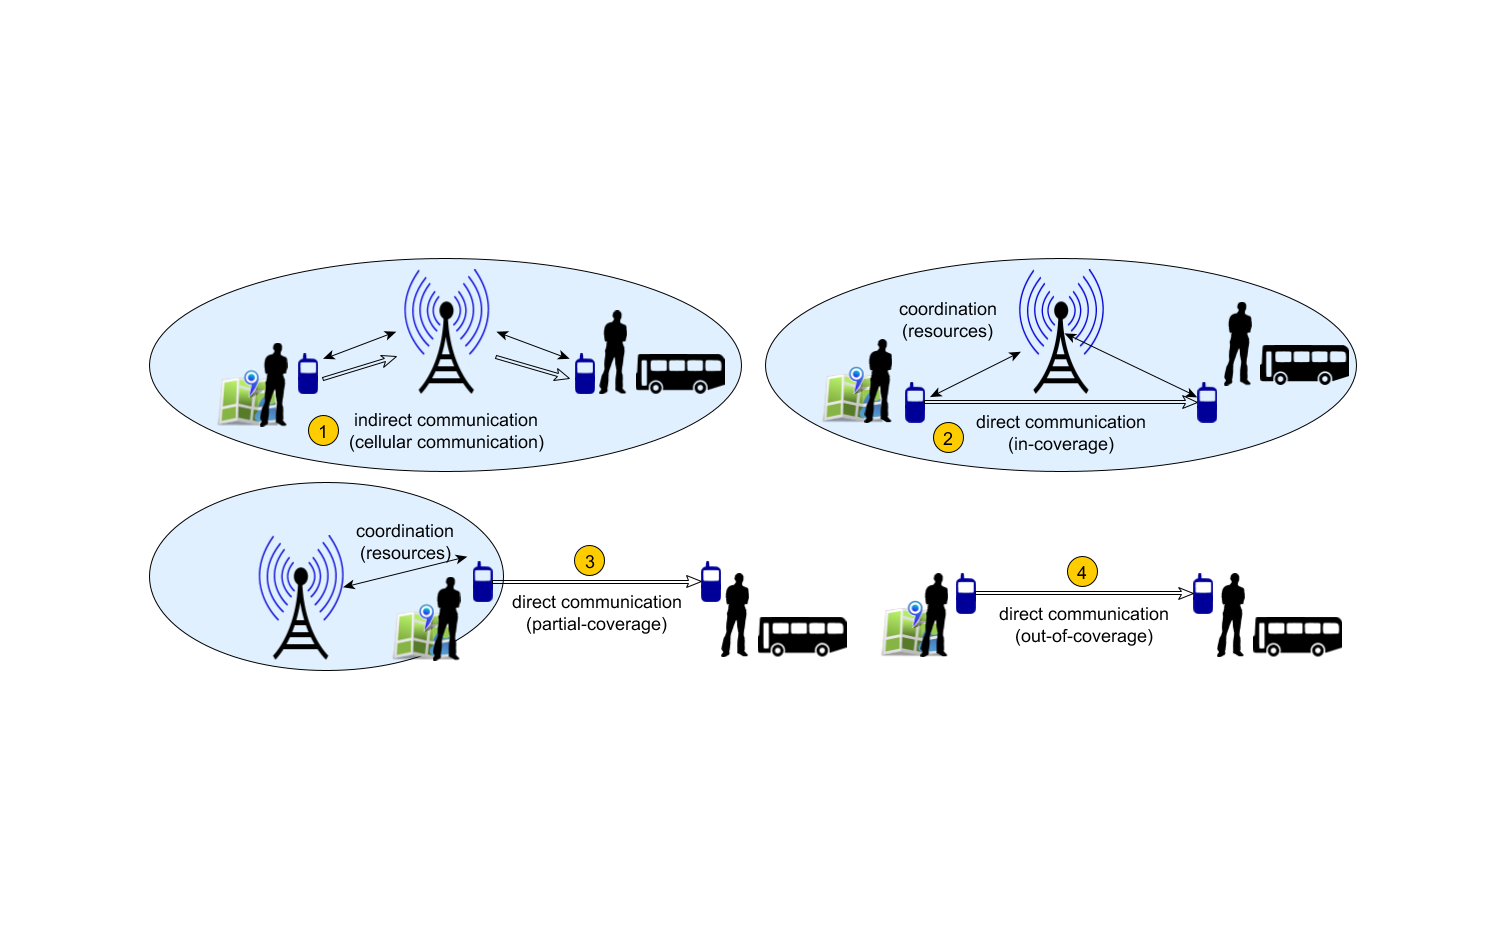 indirect communication
(cellular communication)
1
coordination
(resources)
direct communication
(in-coverage)
2
coordination
(resources)
3
direct communication
(partial-coverage)
4
direct communication
(out-of-coverage)